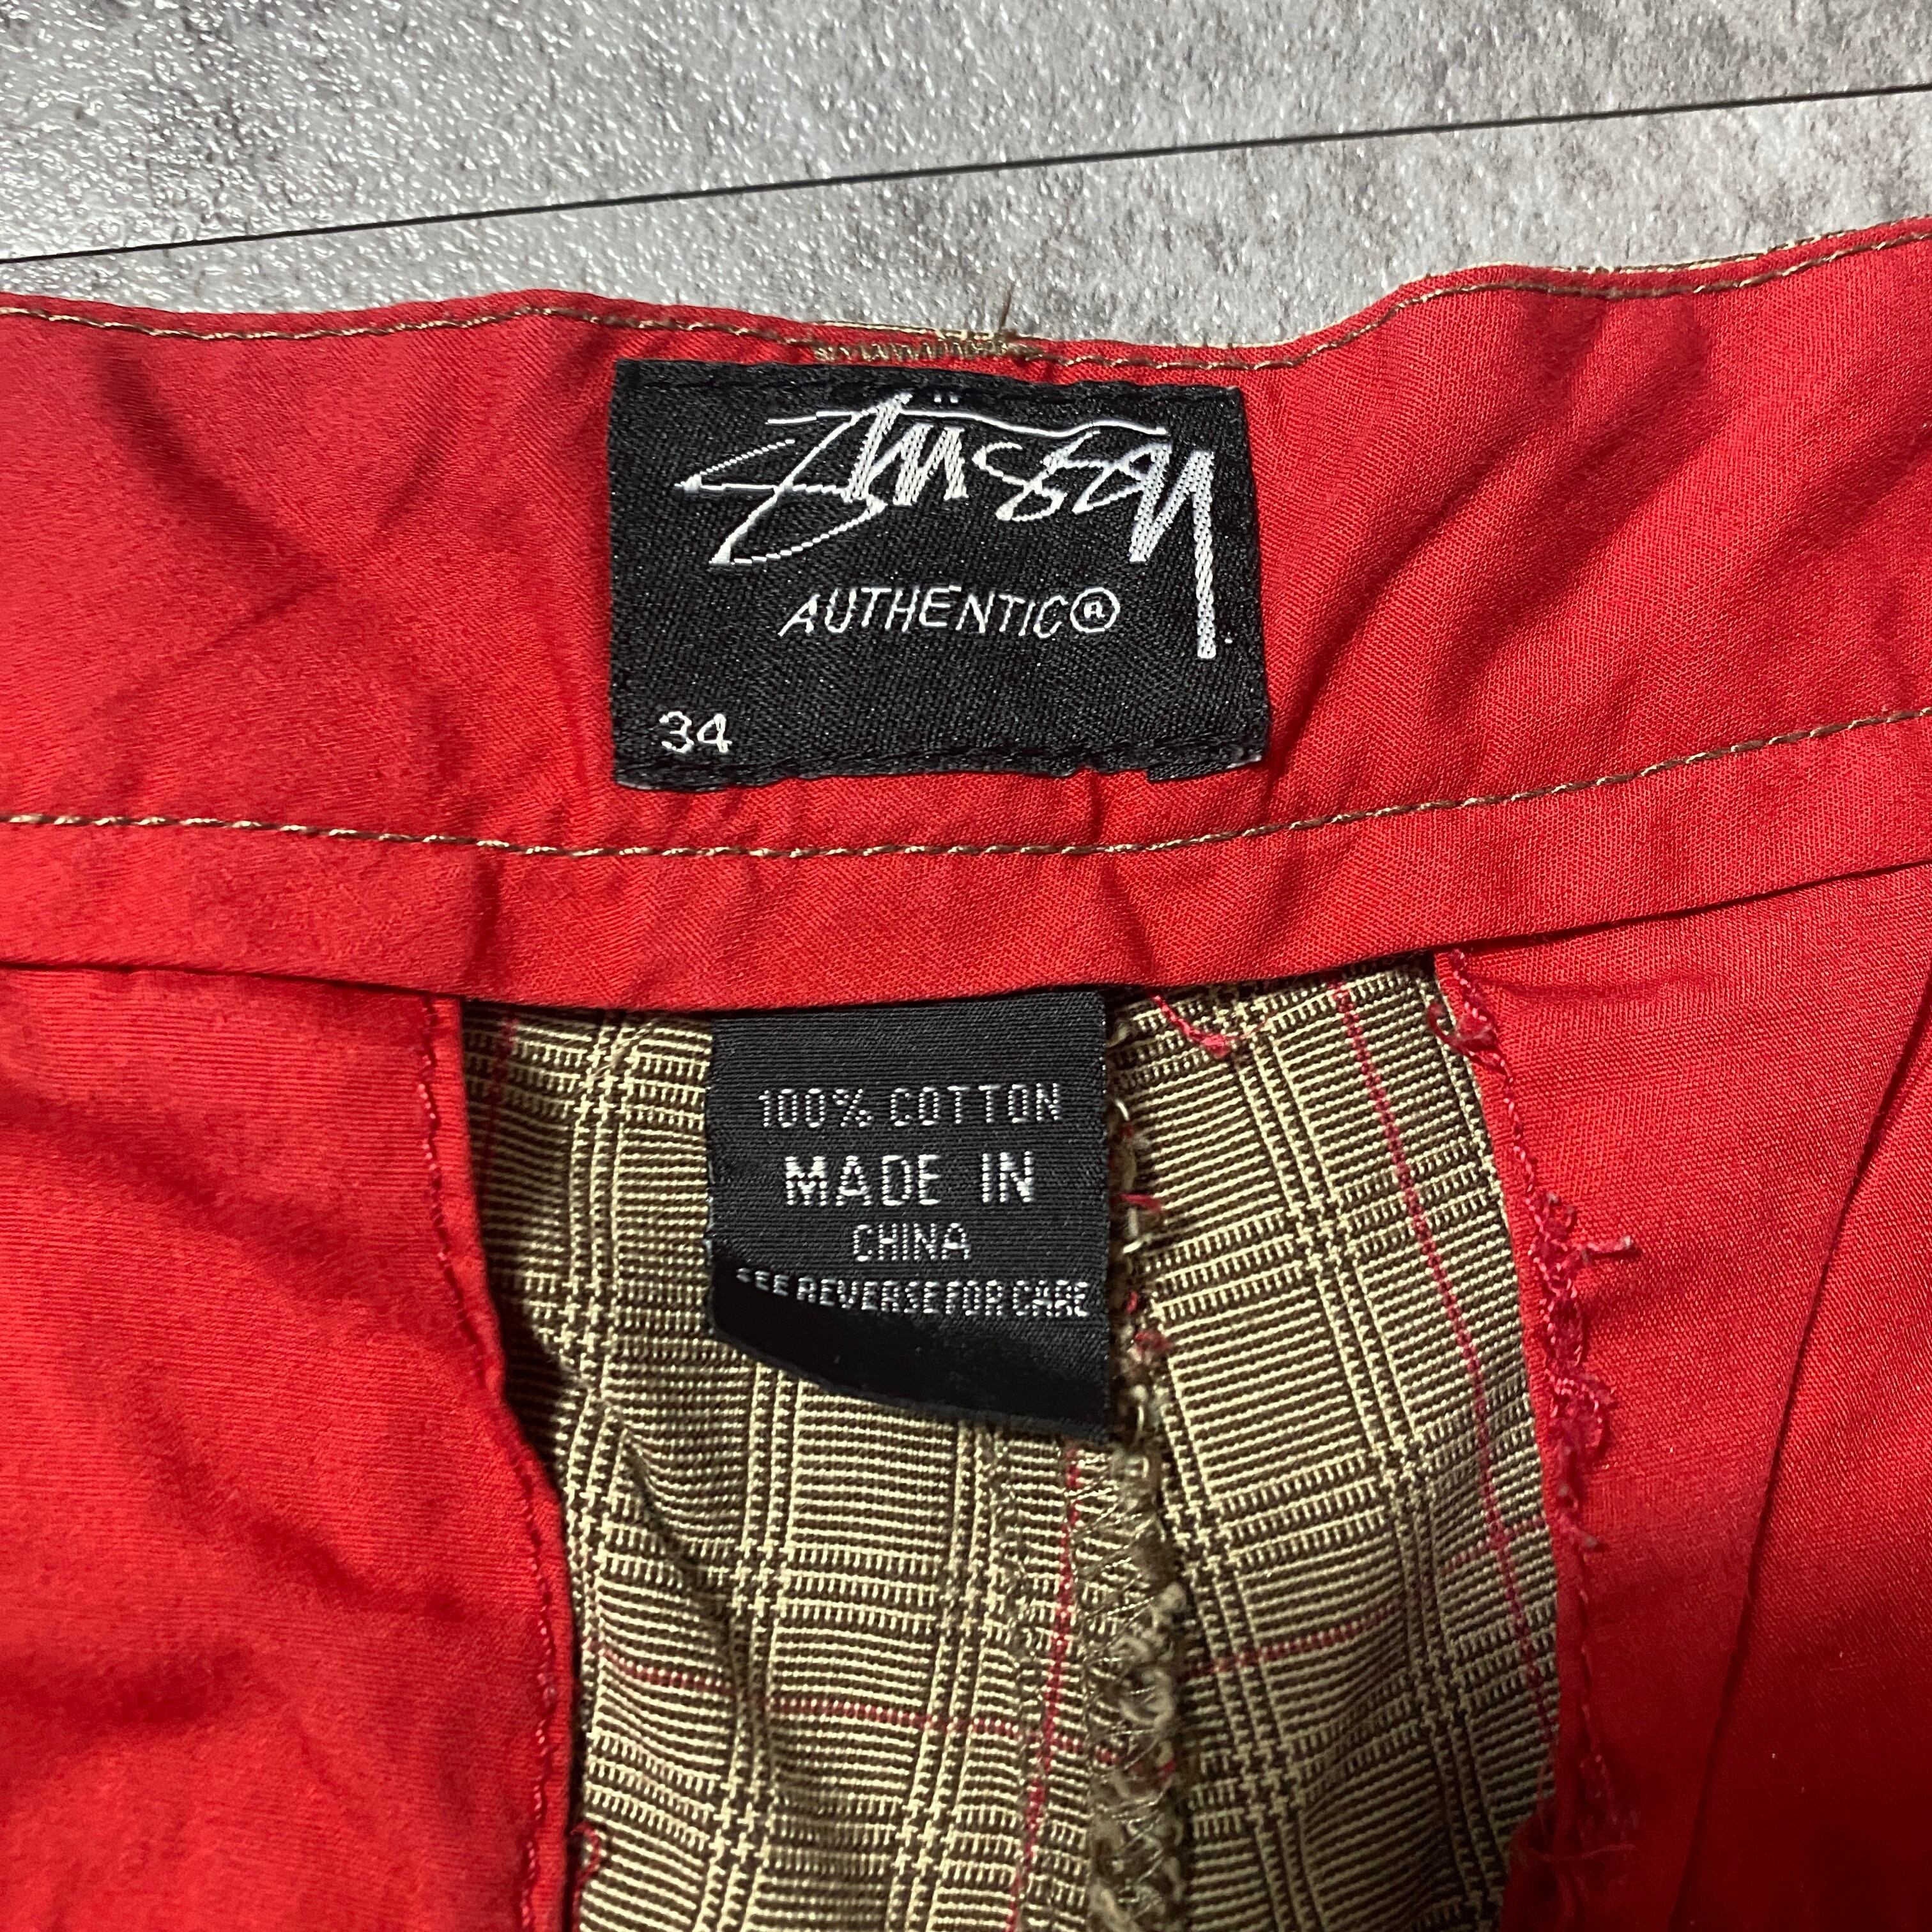 Stüssy
AUTHENTIC®
34
100% COTTON
MADE IN
CHINA
SEE REVERSE FOR CARE